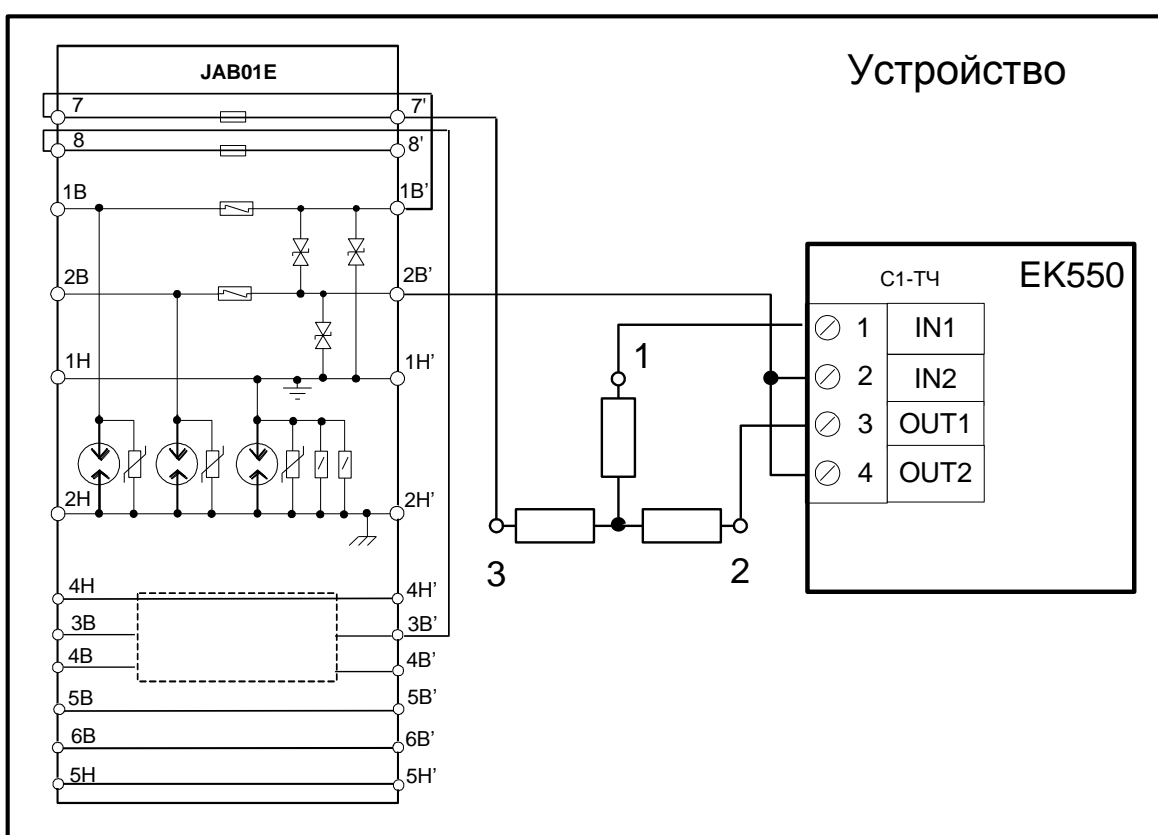 Устройство
JAB01E
7 7'
8 8'
1В 1В'
2В 2В'
1Н 1Н'
2Н 2Н'
4Н 4Н'
3В 3В'
4В 4В'
5В 5В'
6В 6В'
5Н 5Н'
1
3 2
С1-ТЧ EK550
1 IN1
2 IN2
3 OUT1
4 OUT2